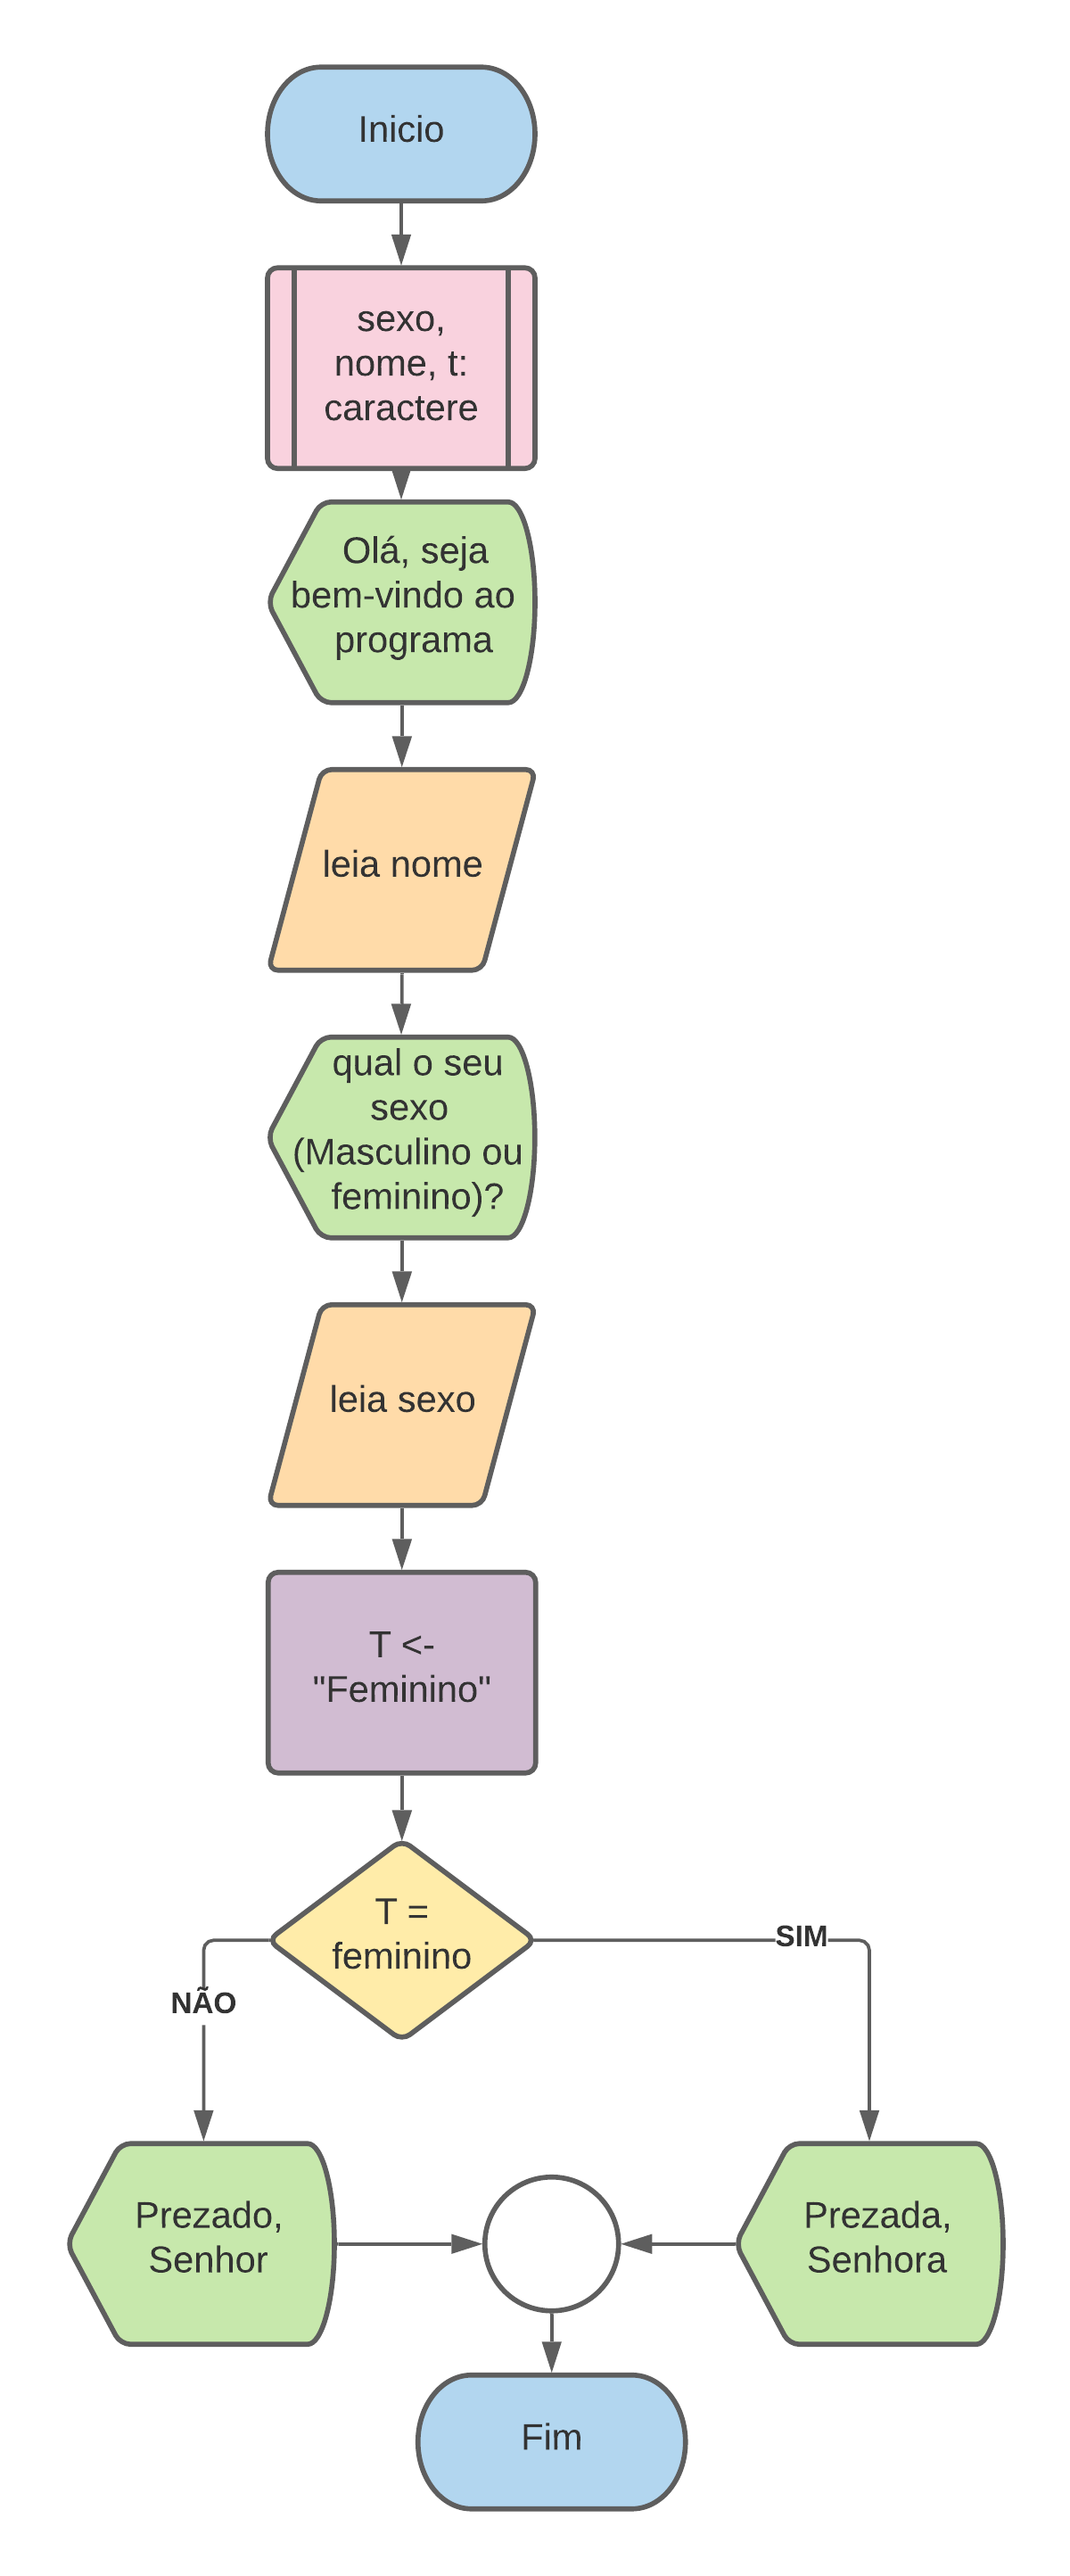 Inicio
sexo,
nome, t:
caractere
Olá, seja
bem-vindo ao
programa
leia nome
qual o seu
sexo
(Masculino ou
feminino)?
leia sexo
T <-
"Feminino"
T =
feminino
SIM
NÃO
Prezado,
Senhor
Prezada,
Senhora
Fim